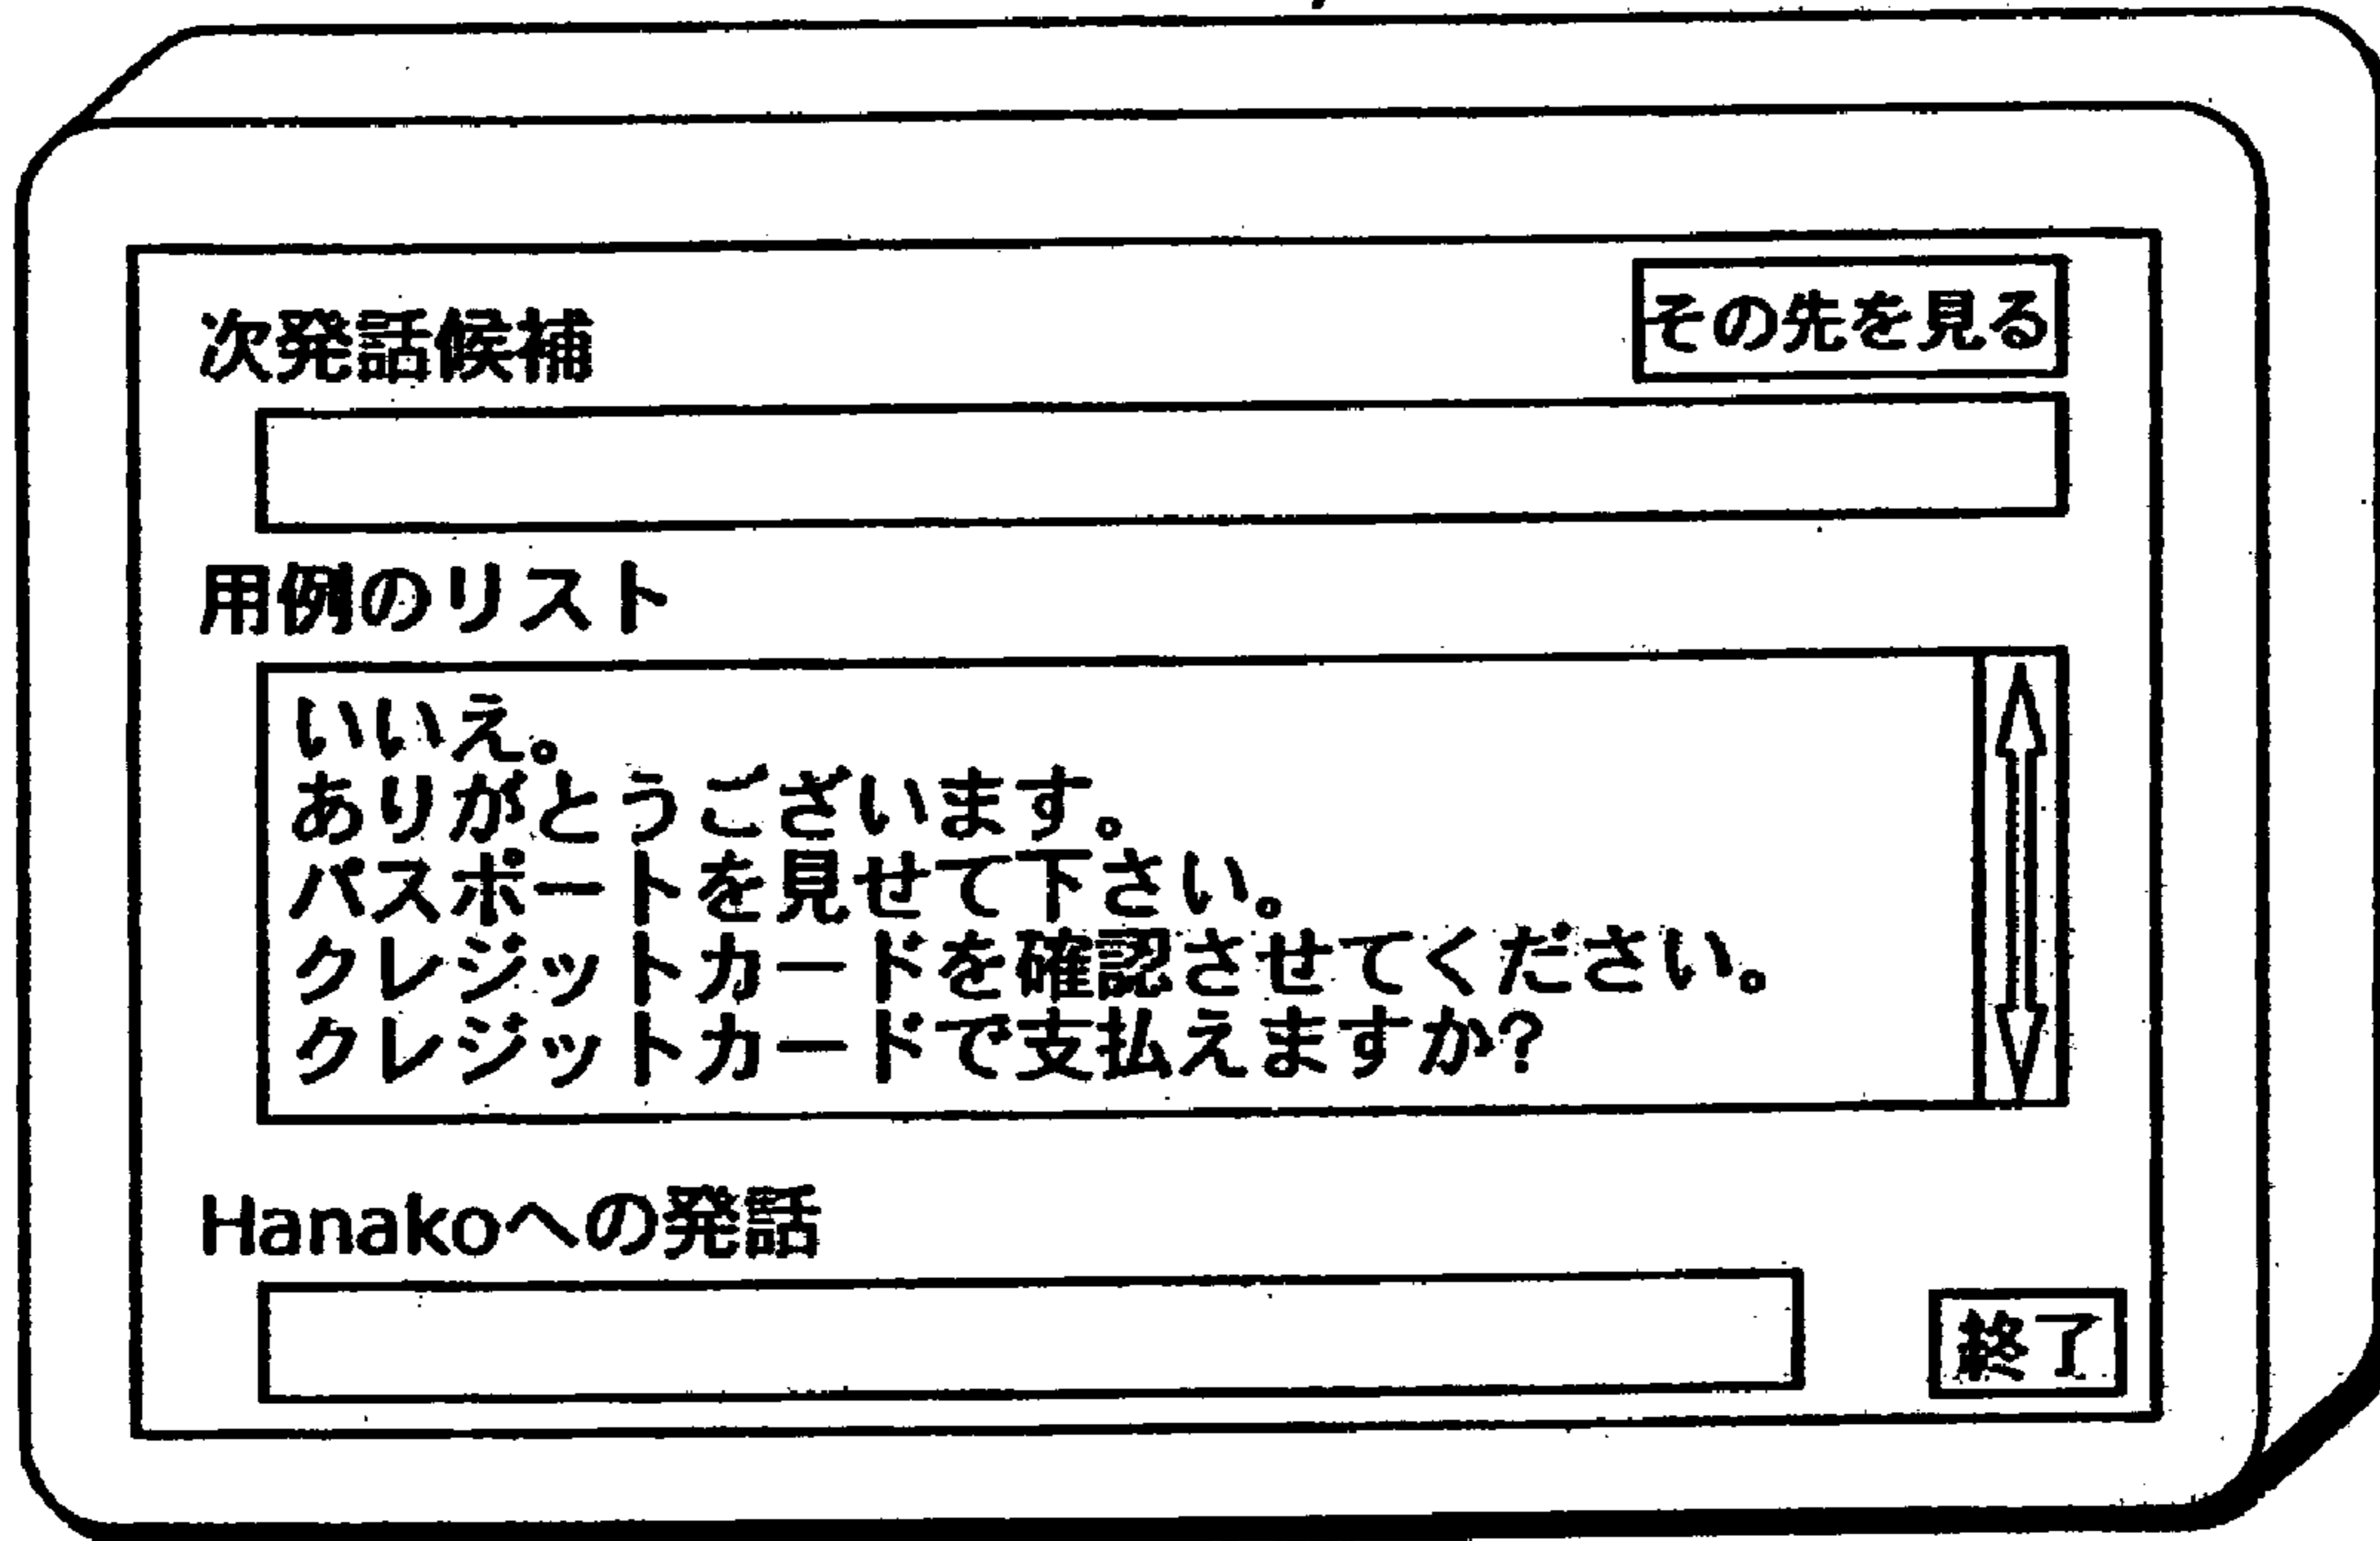 次発話候補
その先を見る
用例のリスト
いいえ。
ありがとうございます。
パスポートを見せて下さい。
クレジットカードを確認させてください。
クレジットカードで支払えますか?
Hanakoへの発話
終了